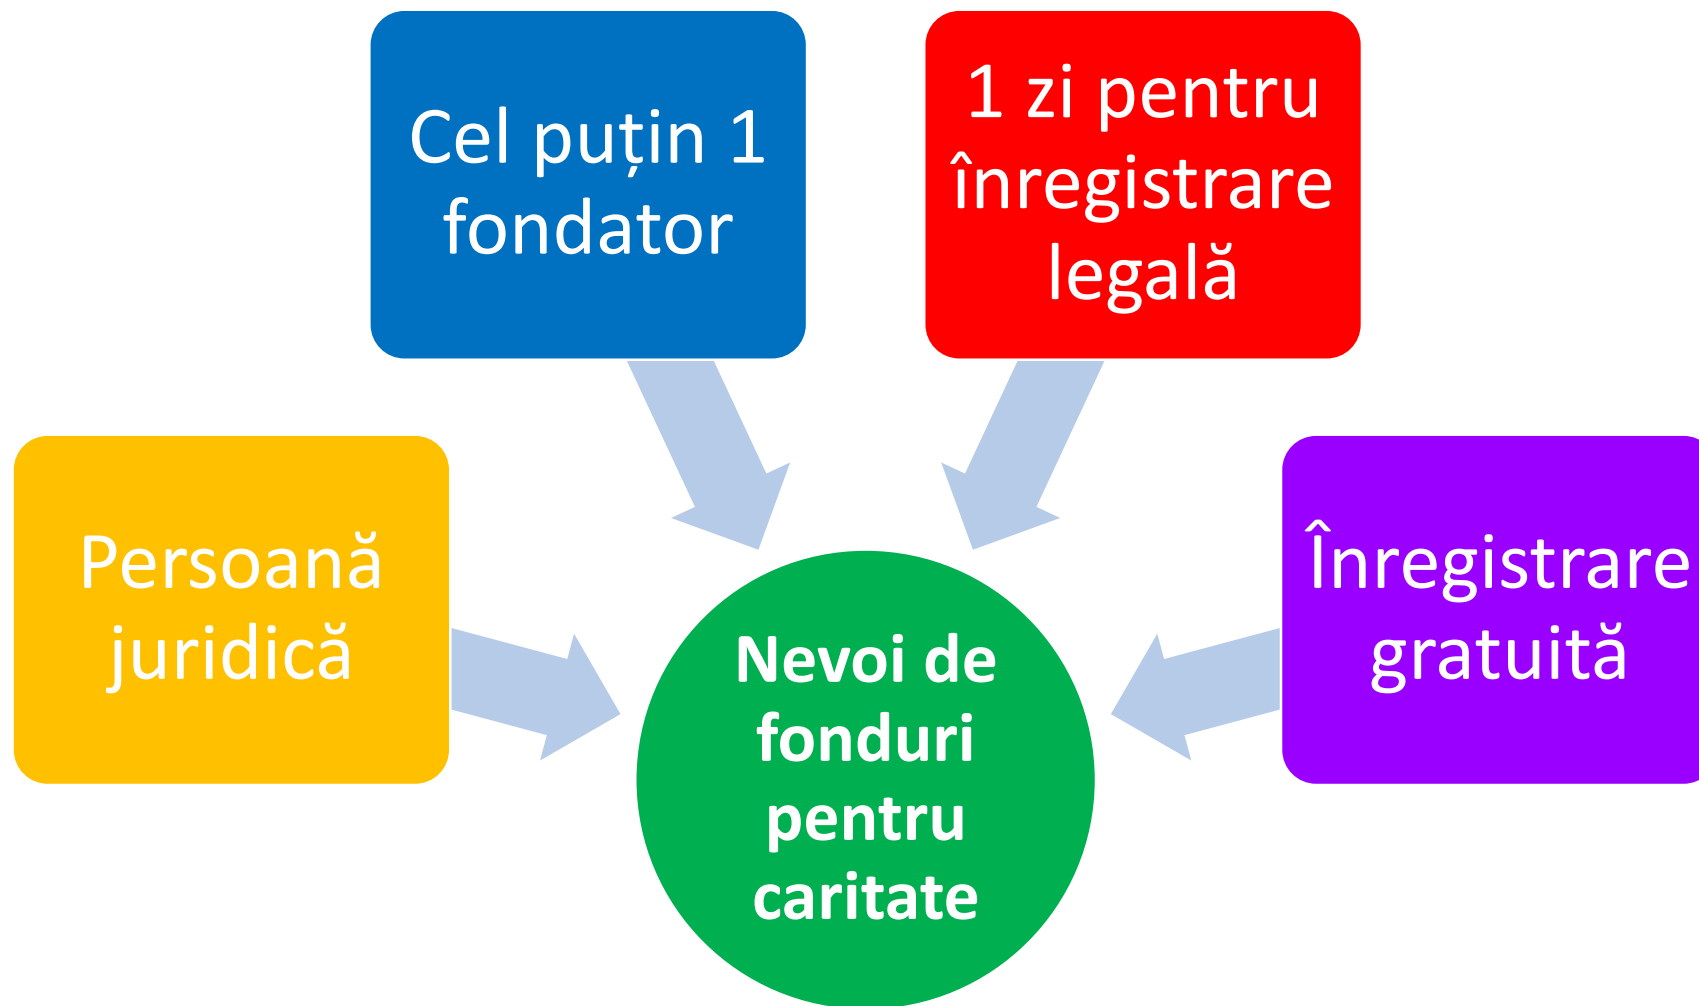 Cel puțin 1
fondator
1 zi pentru
înregistrare
legală
Persoană
juridică
Înregistrare
gratuită
Nevoi de
fonduri
pentru
caritate